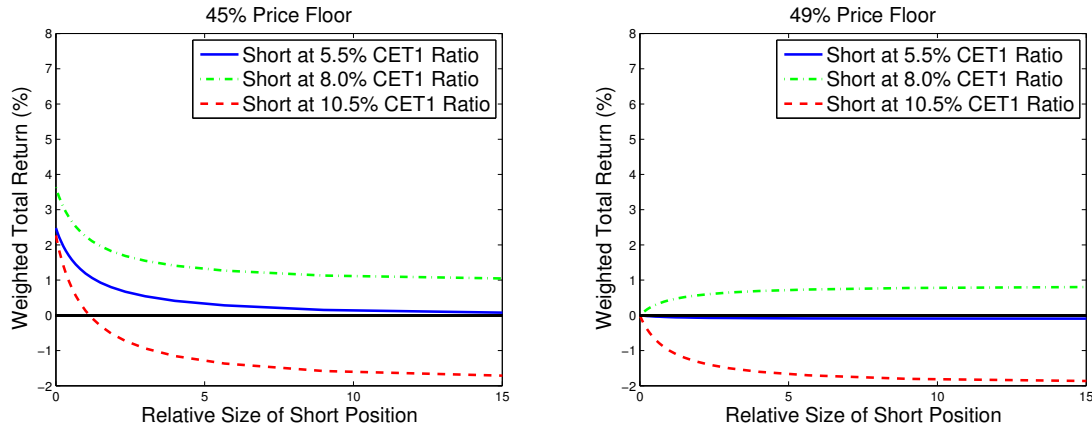 45% Price Floor
8
7
6
5
4
3
2
1
0
−1
−2
Weighted Total Return (%)
Short at 5.5% CET1 Ratio
Short at 8.0% CET1 Ratio
Short at 10.5% CET1 Ratio
0 5 10 15
Relative Size of Short Position
49% Price Floor
8
7
6
5
4
3
2
1
0
−1
−2
Weighted Total Return (%)
Short at 5.5% CET1 Ratio
Short at 8.0% CET1 Ratio
Short at 10.5% CET1 Ratio
0 5 10 15
Relative Size of Short Position